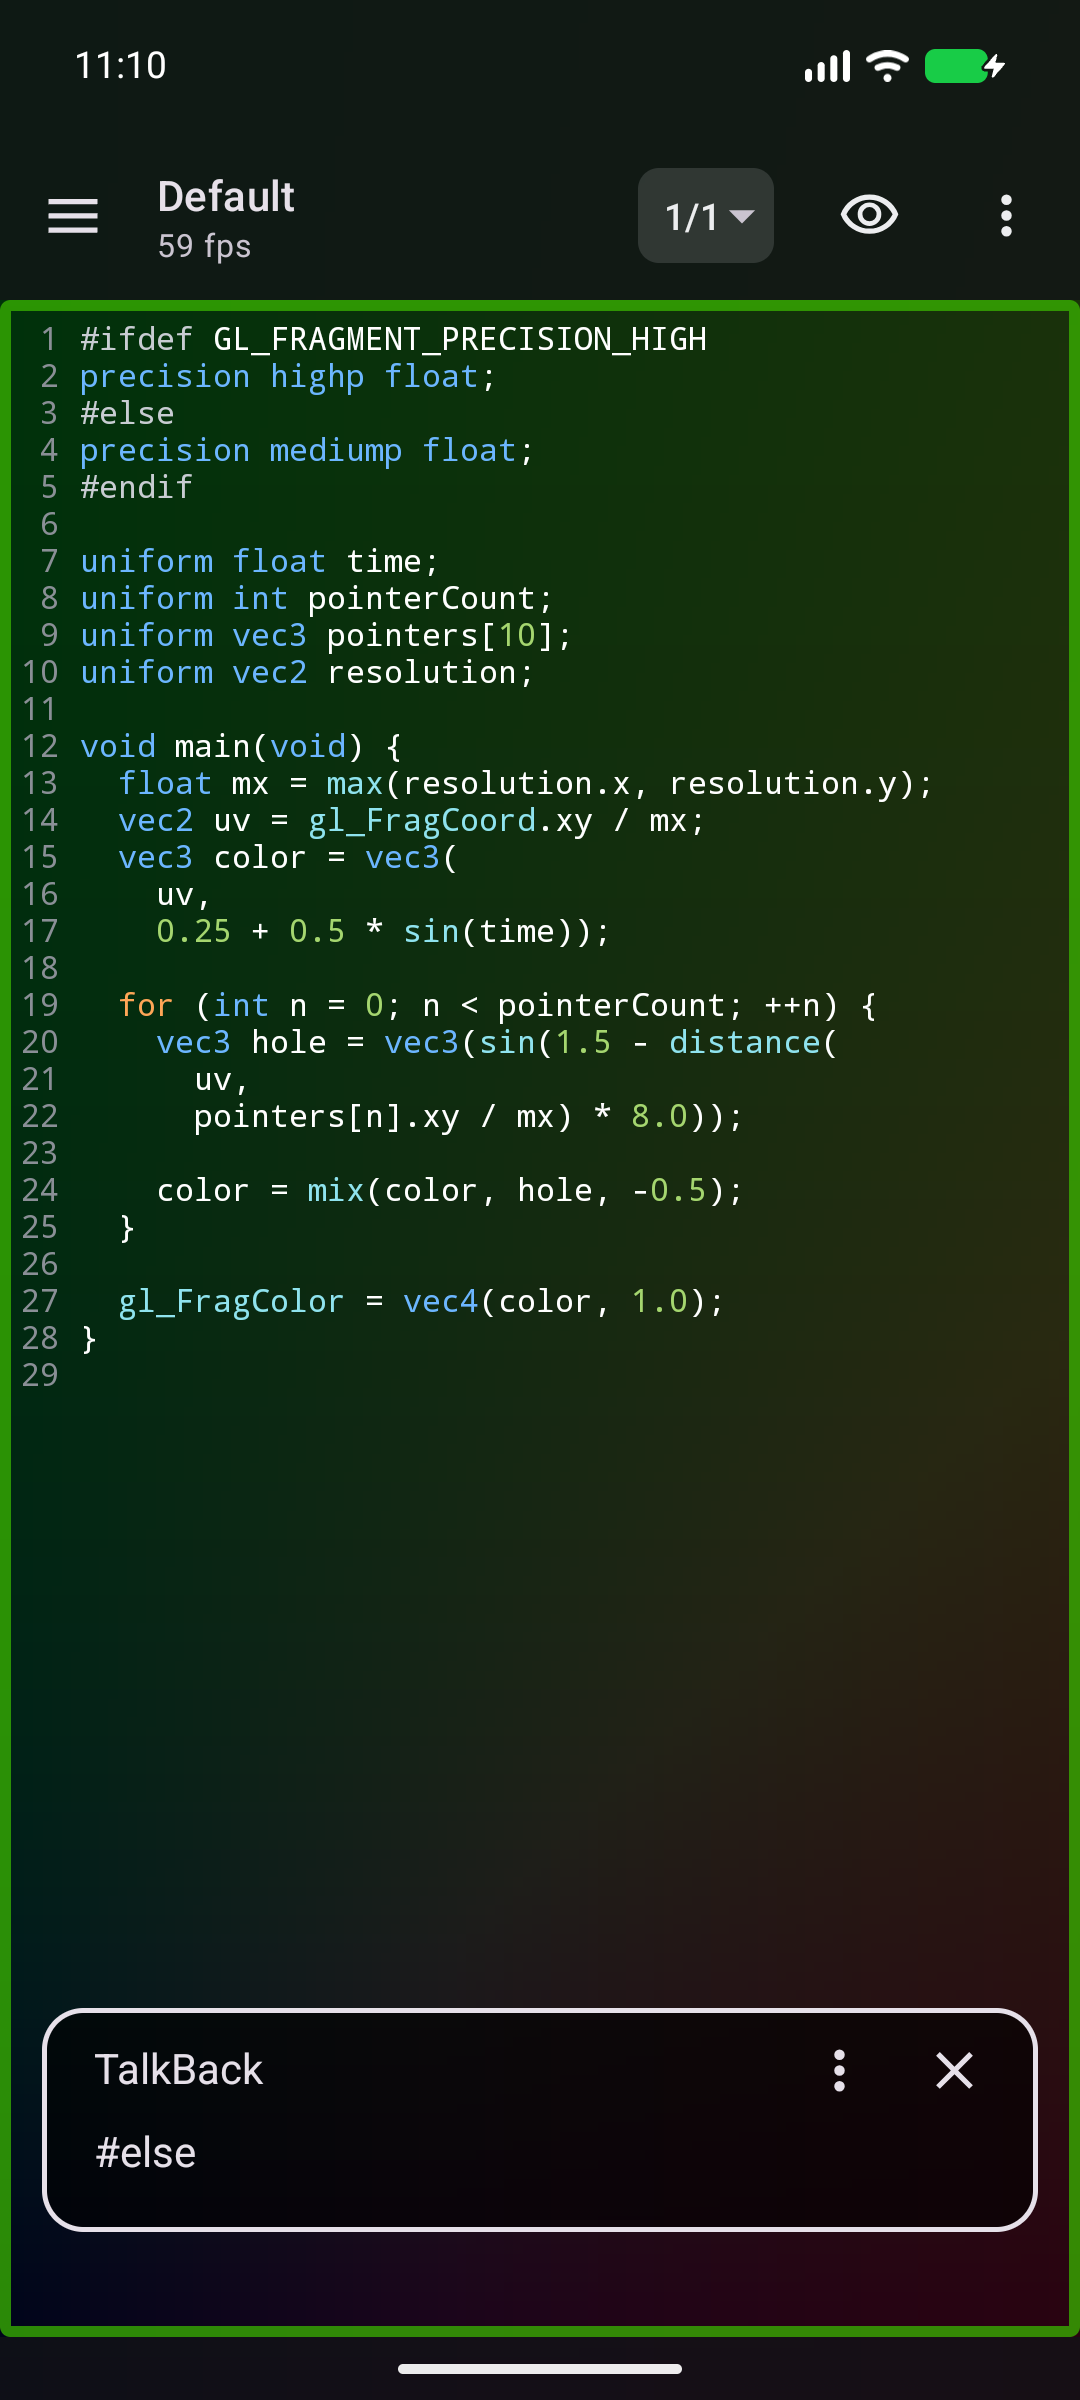 11:10
Default
59 fps
1/1
1 #ifdef GL_FRAGMENT_PRECISION_HIGH
2 precision highp float;
3 #else
4 precision mediump float;
5 #endif
6
7 uniform float time;
8 uniform int pointerCount;
9 uniform vec3 pointers[10];
10 uniform vec2 resolution;
11
12 void main(void) {
13   float mx = max(resolution.x, resolution.y);
14   vec2 uv = gl_FragCoord.xy / mx;
15   vec3 color = vec3(
16     uv,
17     0.25 + 0.5 * sin(time));
18
19   for (int n = 0; n < pointerCount; ++n) {
20     vec3 hole = vec3(sin(1.5 - distance(
21       uv,
22       pointers[n].xy / mx) * 8.0));
23
24     color = mix(color, hole, -0.5);
25   }
26
27   gl_FragColor = vec4(color, 1.0);
28 }
29
TalkBack
#else